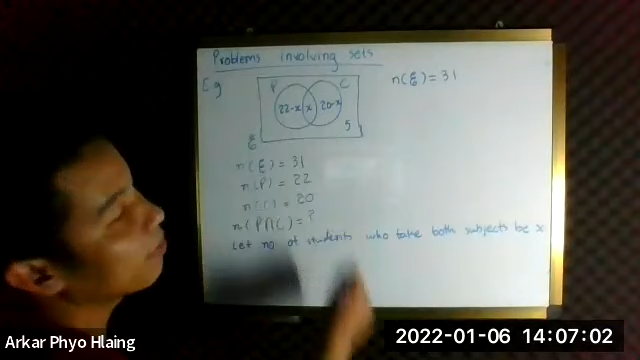 Problems involving sets
Eg
P C
22-x x 20-x
5
ξ
n(ξ) = 31
n(ξ) = 31
n(P) = 22
n(C) = 20
n(P∩C) = ?
Let no of students who take both subjects be x
Arkar Phyo Hlaing
2022-01-06 14:07:02